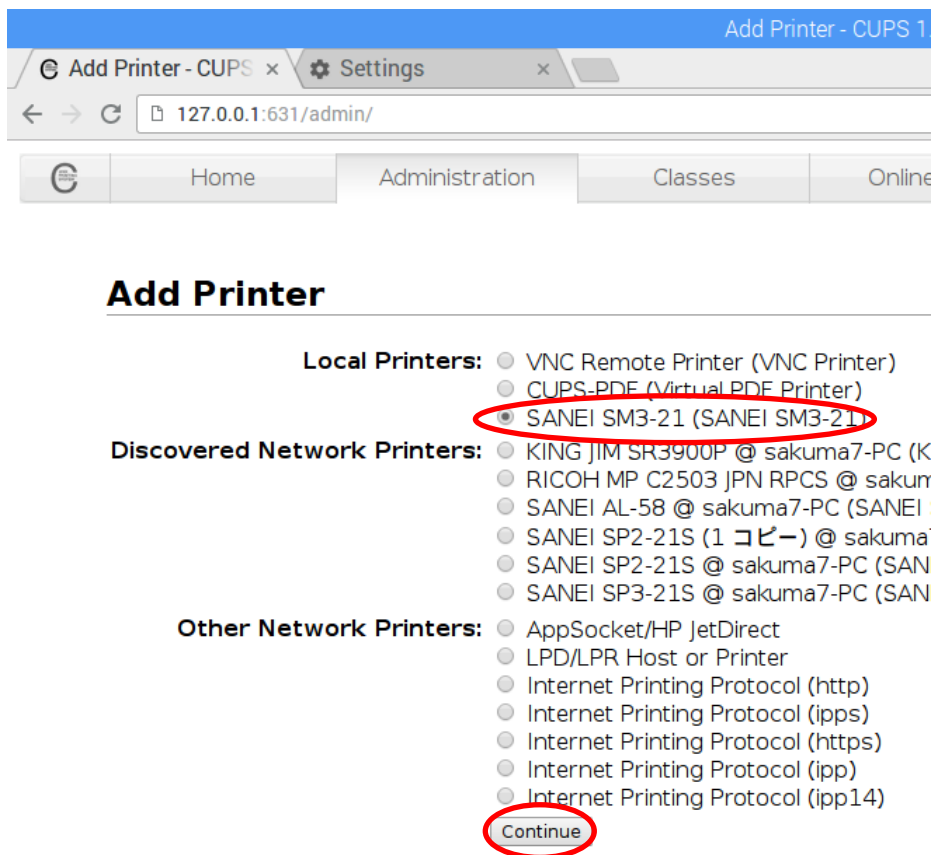 Add Printer - CUPS 1.
Add Printer - CUPS ×
Settings ×
127.0.0.1:631/admin/
Home Administration Classes Online
Add Printer
Local Printers: VNC Remote Printer (VNC Printer)
CUPS-PDF (Virtual PDF Printer)
SANEI SM3-21 (SANEI SM3-21)
Discovered Network Printers: KING JIM SR3900P @ sakuma7-PC (K
RICOH MP C2503 JPN RPCS @ sakum
SANEI AL-58 @ sakuma7-PC (SANEI
SANEI SP2-21S (1 コピー) @ sakuma7
SANEI SP2-21S @ sakuma7-PC (SANE
SANEI SP3-21S @ sakuma7-PC (SANE
Other Network Printers: AppSocket/HP JetDirect
LPD/LPR Host or Printer
Internet Printing Protocol (http)
Internet Printing Protocol (ipps)
Internet Printing Protocol (https)
Internet Printing Protocol (ipp)
Internet Printing Protocol (ipp14)
Continue